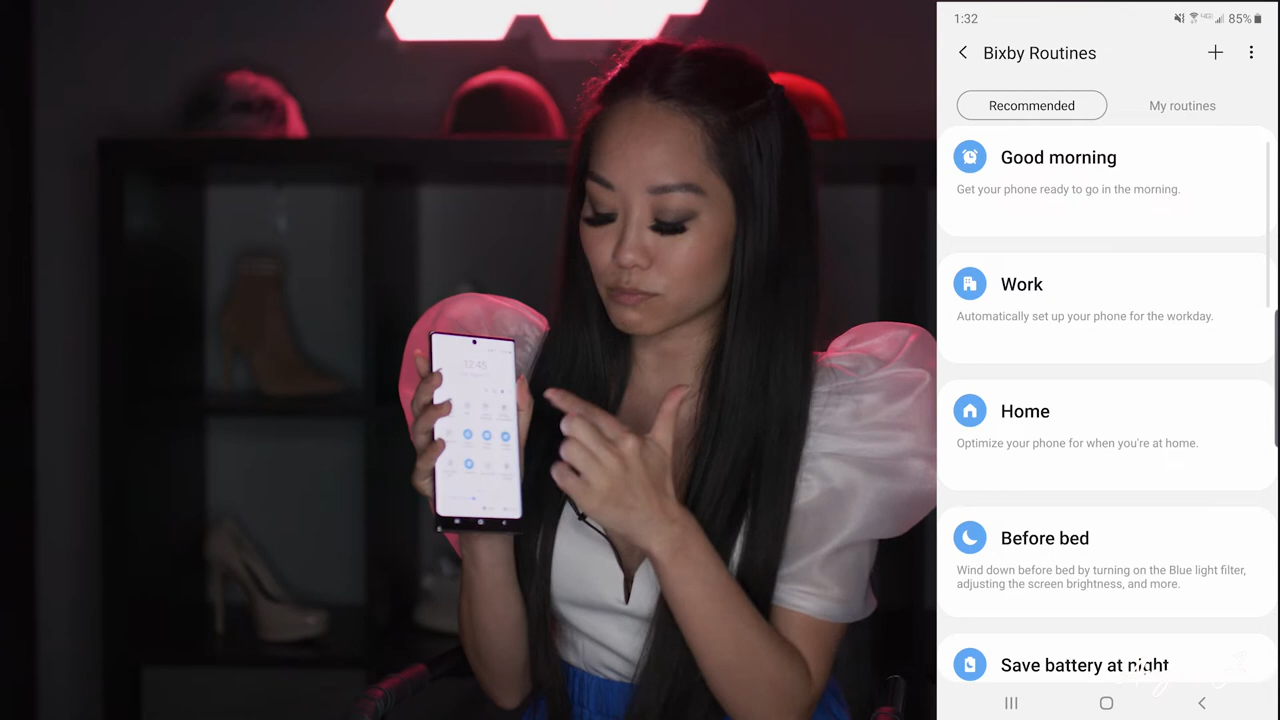 1:32
85%
Bixby Routines
Recommended
My routines
Good morning
Get your phone ready to go in the morning.
Work
Automatically set up your phone for the workday.
Home
Optimize your phone for when you're at home.
Before bed
Wind down before bed by turning on the Blue light filter,
adjusting the screen brightness, and more.
Save battery at night
12:45